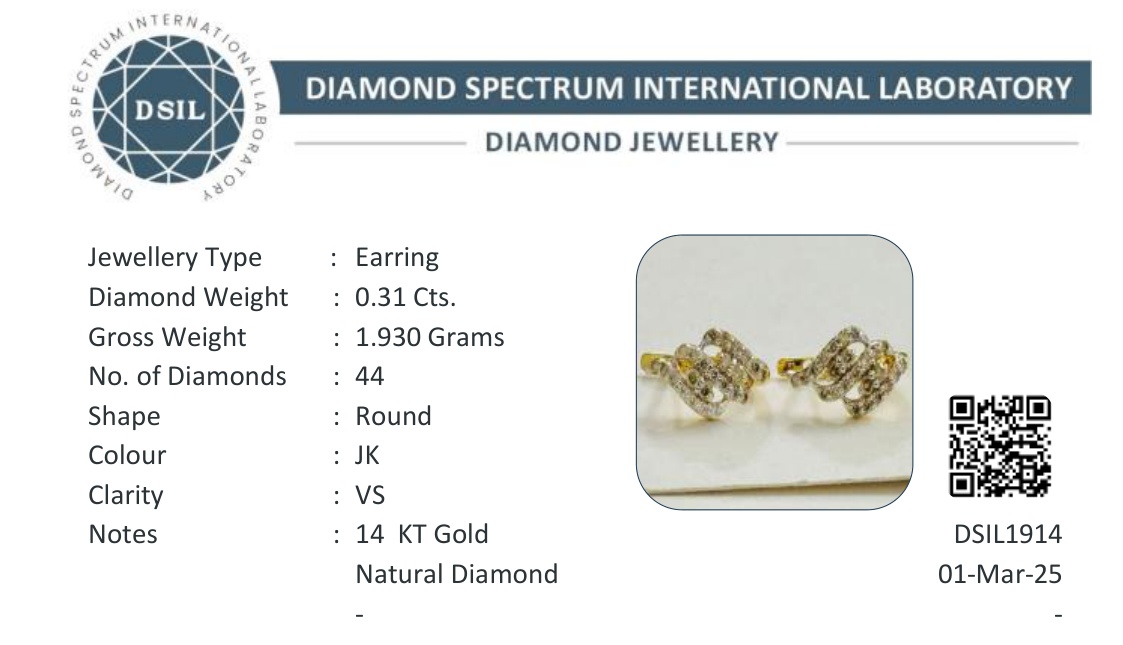 DIAMOND SPECTRUM INTERNATIONAL LABORATORY
DSIL
DIAMOND SPECTRUM INTERNATIONAL LABORATORY
DIAMOND JEWELLERY
Jewellery Type : Earring
Diamond Weight : 0.31 Cts.
Gross Weight : 1.930 Grams
No. of Diamonds : 44
Shape : Round
Colour : JK
Clarity : VS
Notes : 14 KT Gold
DSIL1914
Natural Diamond
01-Mar-25
-
-